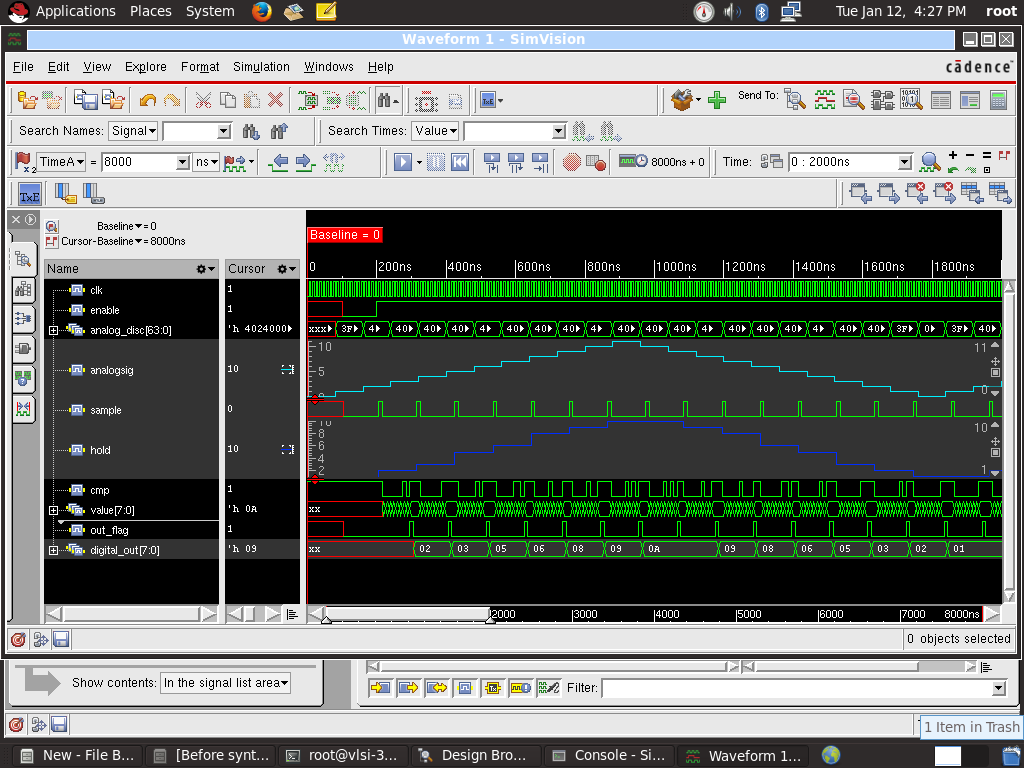 Applications Places System Tue Jan 12, 4:27 PM root
Waveform 1 - SimVision
File Edit View Explore Format Simulation Windows Help cādence
Send To:
Search Names: Signal Search Times: Value
TimeA = 8000 ns 8000ns + 0 Time: 0 : 2000ns
TxE
Baseline = 0
Cursor-Baseline = 8000ns
Baseline = 0
Name Cursor 0 200ns 400ns 600ns 800ns 1000ns 1200ns 1400ns 1600ns 1800ns
clk 1
enable 1
analog_disc[63:0] 'h 4024000 xxx 3F 4 40 40 4 40 40 4 40 40 40 40 40 40 40 40 4 40 40 4 3F 0 3F 40
analogsig 10 10 5 0 11 0
sample 0
hold 10 10 8 6 4 2 10 1
cmp 1
value[7:0] 'h 0A xx
out_flag 1
digital_out[7:0] 'h 09 xx 02 03 05 06 08 09 0A 09 08 06 05 03 02 01
2000 3000 4000 5000 6000 7000 8000ns
0 objects selected
Show contents: In the signal list area Filter:
1 Item in Trash
New - File B... [Before synt... root@vlsi-3... Design Bro... Console - Si... Waveform 1...